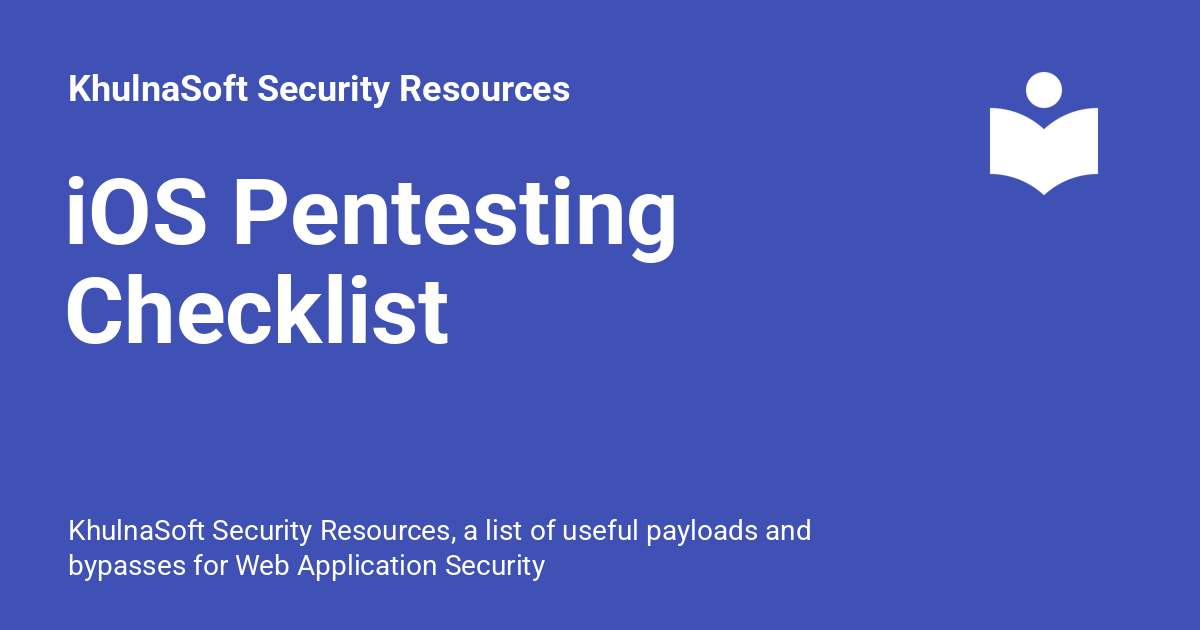 KhulnaSoft Security Resources
iOS Pentesting
Checklist
KhulnaSoft Security Resources, a list of useful payloads and
bypasses for Web Application Security